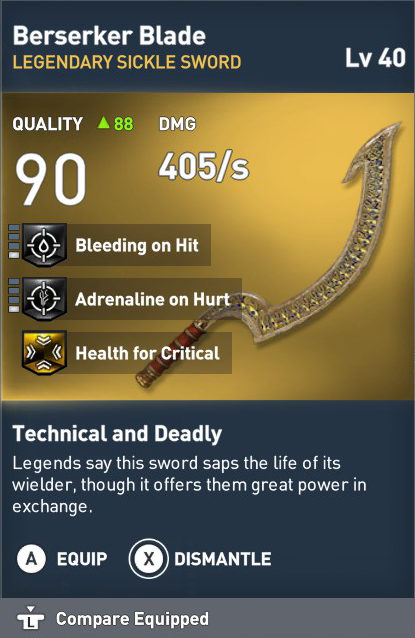 Berserker Blade
LEGENDARY SICKLE SWORD
Lv 40
QUALITY ▲88 DMG
90 405/s
Bleeding on Hit
Adrenaline on Hurt
Health for Critical
Technical and Deadly
Legends say this sword saps the life of its
wielder, though it offers them great power in
exchange.
A EQUIP X DISMANTLE
L Compare Equipped